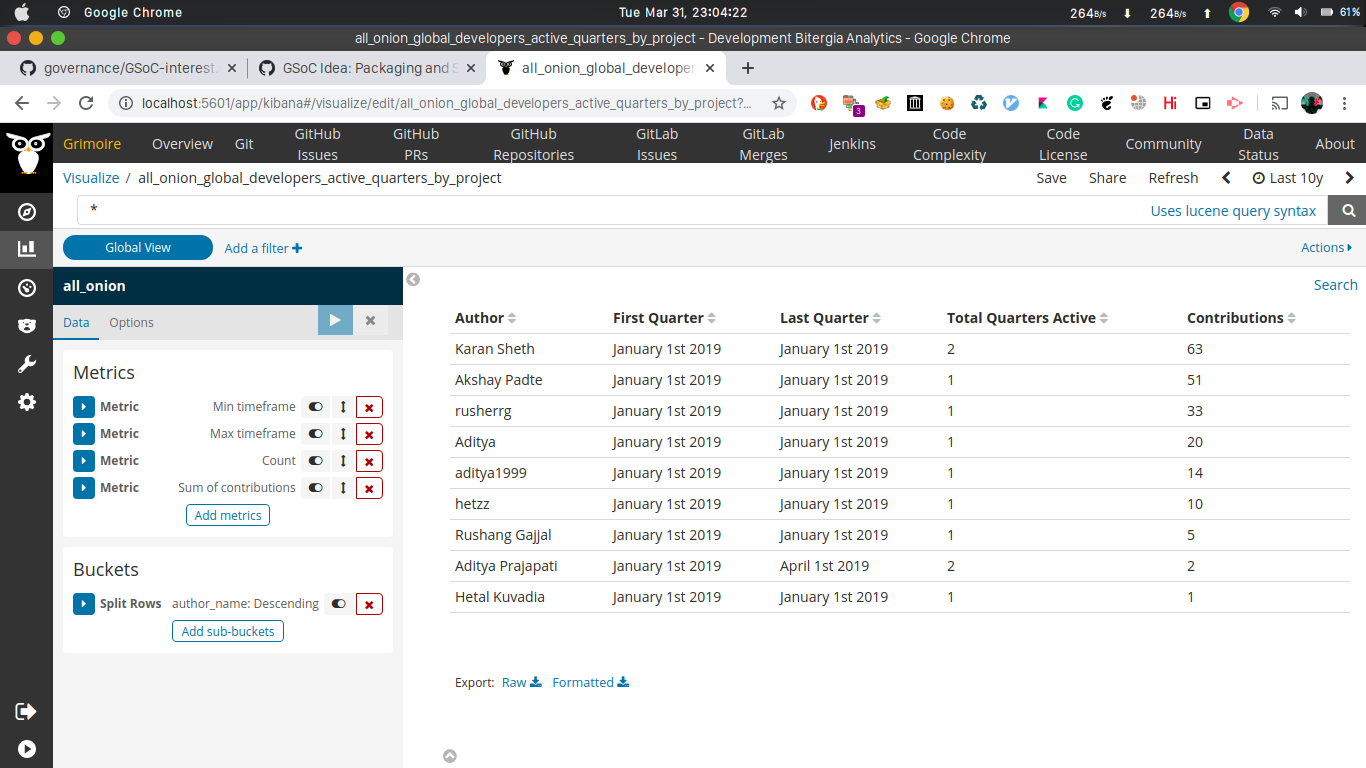 Google Chrome Tue Mar 31, 23:04:22 264B/s 264B/s 61%
all_onion_global_developers_active_quarters_by_project - Development Bitergia Analytics - Google Chrome
governance/GSoC-interest. GSoC Idea: Packaging and S all_onion_global_developer
localhost:5601/app/kibana#/visualize/edit/all_onion_global_developers_active_quarters_by_project?... 3 Hi
Grimoire Overview Git GitHub Issues GitHub PRs GitHub Repositories GitLab Issues GitLab Merges Jenkins Code Complexity Code License Community Data Status About
Visualize / all_onion_global_developers_active_quarters_by_project Save Share Refresh Last 10y
* Uses lucene query syntax
Global View Add a filter Actions
all_onion
Search
Data Options
Metrics
Metric Min timeframe
Metric Max timeframe
Metric Count
Metric Sum of contributions
Add metrics
Buckets
Split Rows author_name: Descending
Add sub-buckets
Author First Quarter Last Quarter Total Quarters Active Contributions
Karan Sheth January 1st 2019 January 1st 2019 2 63
Akshay Padte January 1st 2019 January 1st 2019 1 51
rusherrg January 1st 2019 January 1st 2019 1 33
Aditya January 1st 2019 January 1st 2019 1 20
aditya1999 January 1st 2019 January 1st 2019 1 14
hetzz January 1st 2019 January 1st 2019 1 10
Rushang Gajjal January 1st 2019 January 1st 2019 1 5
Aditya Prajapati January 1st 2019 April 1st 2019 2 2
Hetal Kuvadia January 1st 2019 January 1st 2019 1 1
Export: Raw Formatted